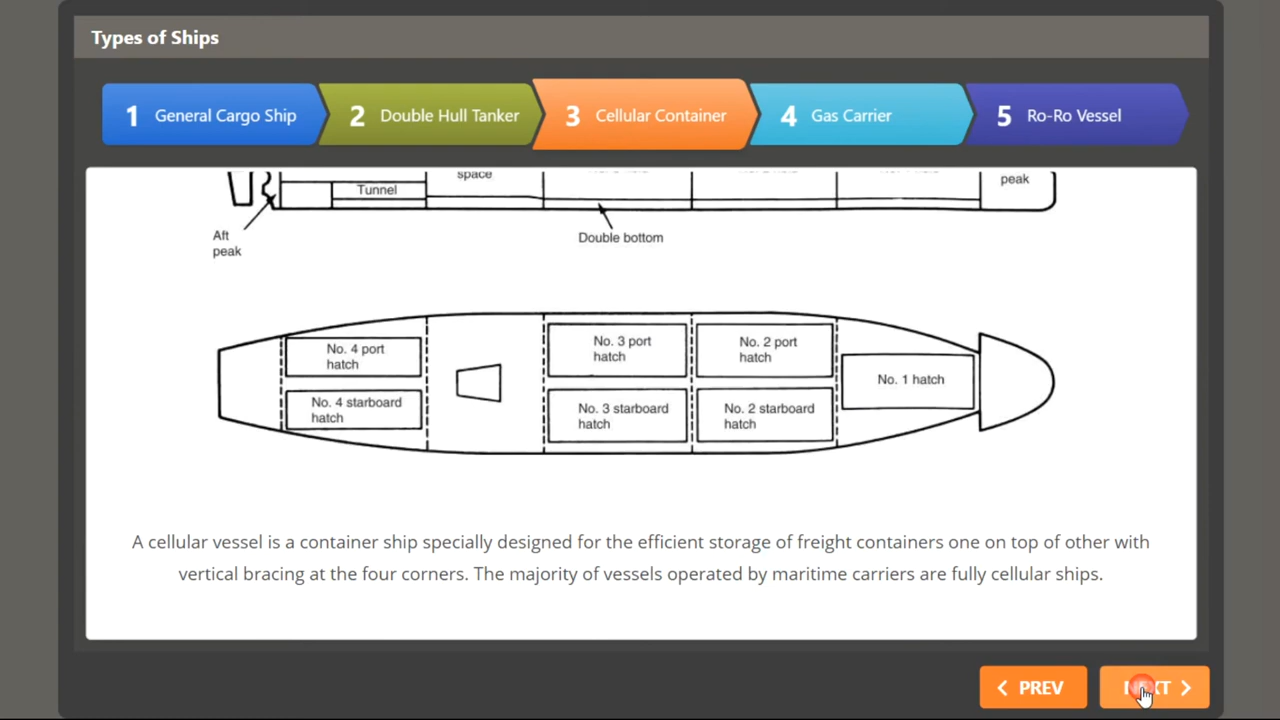 Types of Ships
1 General Cargo Ship
2 Double Hull Tanker
3 Cellular Container
4 Gas Carrier
5 Ro-Ro Vessel
space
peak
Tunnel
Aft
peak
Double bottom
No. 4 port
hatch
No. 3 port
hatch
No. 2 port
hatch
No. 1 hatch
No. 4 starboard
hatch
No. 3 starboard
hatch
No. 2 starboard
hatch
A cellular vessel is a container ship specially designed for the efficient storage of freight containers one on top of other with
vertical bracing at the four corners. The majority of vessels operated by maritime carriers are fully cellular ships.
PREV
NEXT